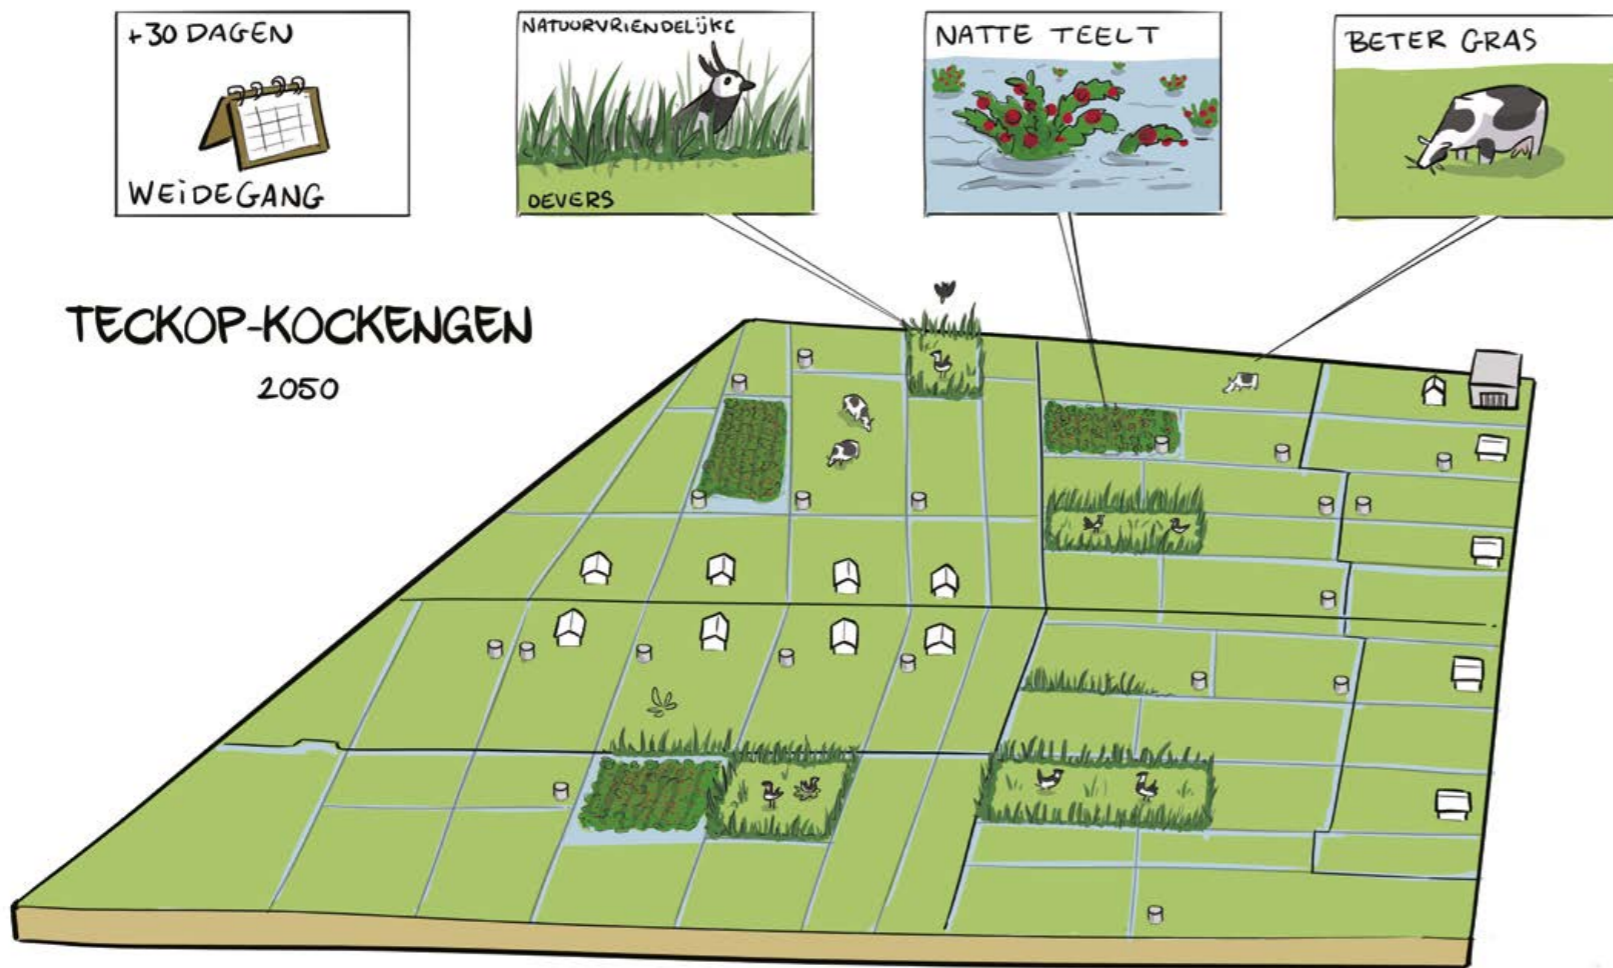 +30 DAGEN
WEIDEGANG
NATUURVRIENDELIJKE
OEVERS
NATTE TEELT
BETER GRAS
TECKOP-KOCKENGEN
2050